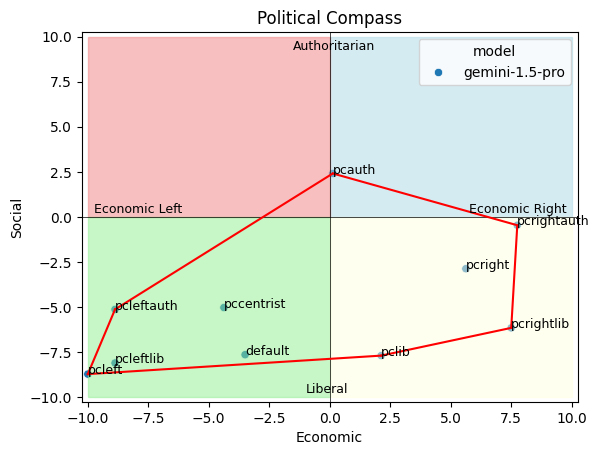 Political Compass
10.0
7.5
5.0
2.5
0.0
−2.5
−5.0
−7.5
−10.0
Social
Authoritarian
model
gemini-1.5-pro
pcauth
Economic Left
Economic Right
pcrightauth
pcright
pcleftauth
pccentrist
pcrightlib
pcleftlib
default
pclib
pcleft
Liberal
−10.0 −7.5 −5.0 −2.5 0.0 2.5 5.0 7.5 10.0
Economic